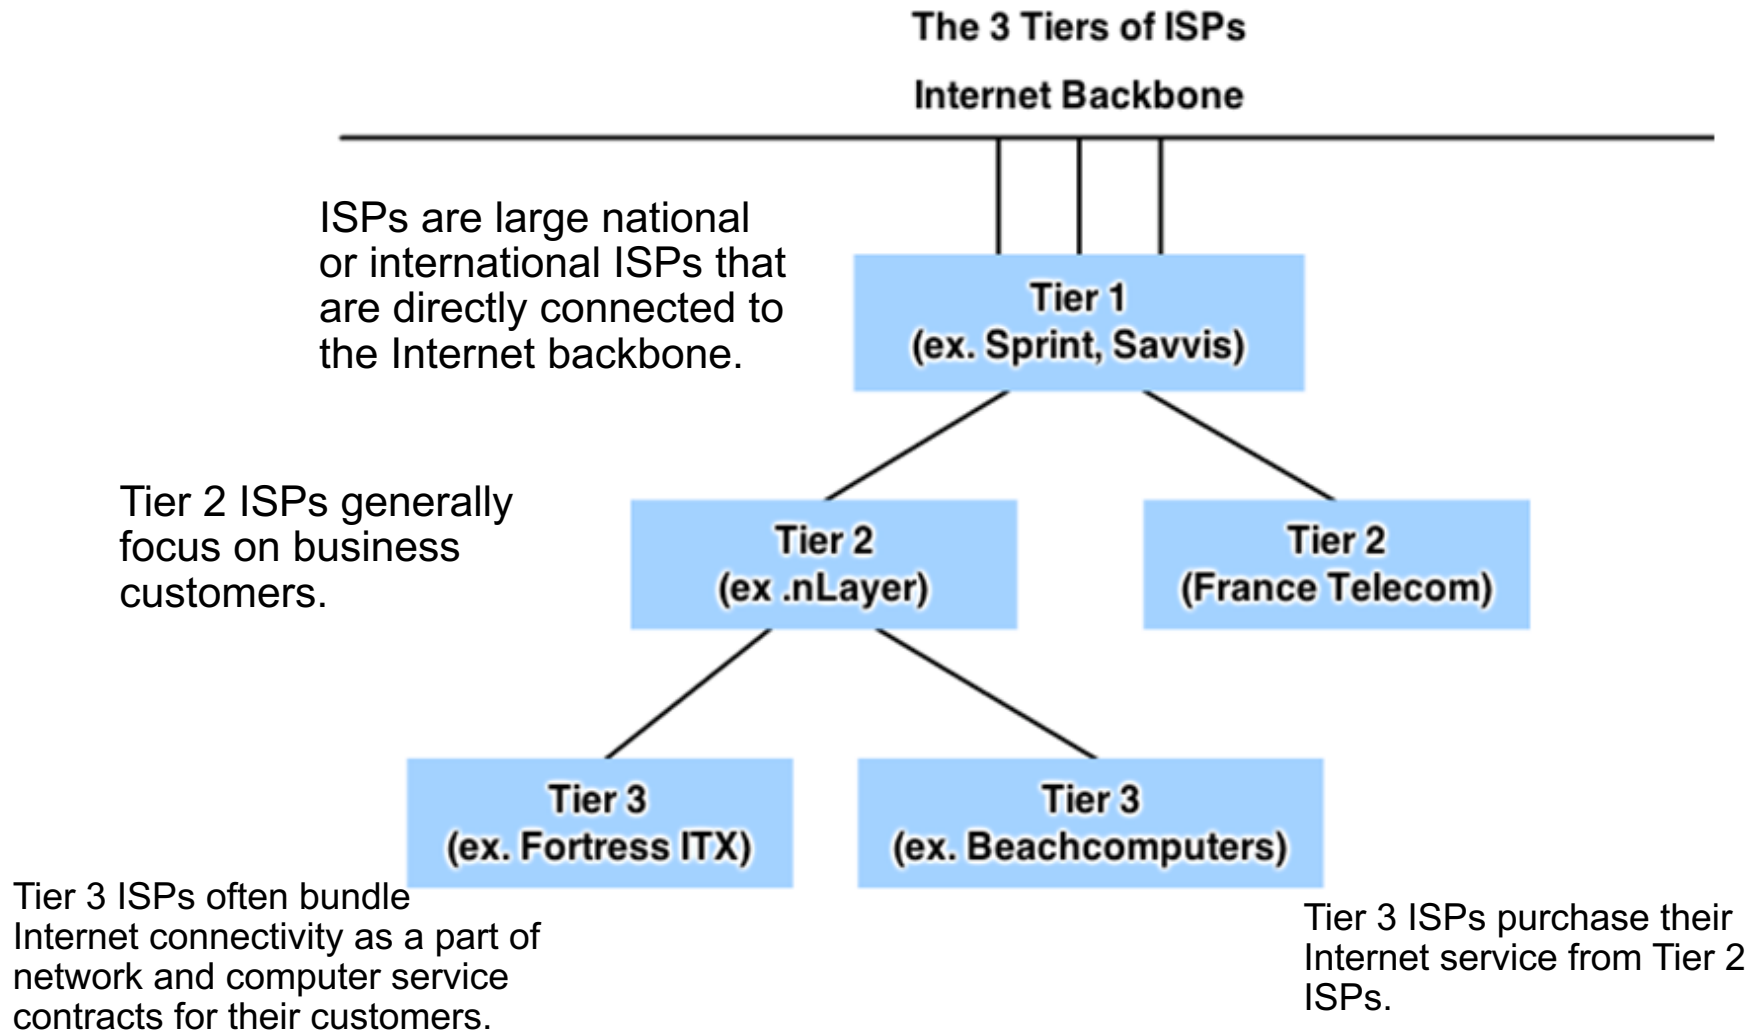 The 3 Tiers of ISPs
Internet Backbone
ISPs are large national
or international ISPs that
are directly connected to
the Internet backbone.
Tier 1
(ex. Sprint, Savvis)
Tier 2 ISPs generally
focus on business
customers.
Tier 2
(ex .nLayer)
Tier 2
(France Telecom)
Tier 3
(ex. Fortress ITX)
Tier 3
(ex. Beachcomputers)
Tier 3 ISPs often bundle
Internet connectivity as a part of
network and computer service
contracts for their customers.
Tier 3 ISPs purchase their
Internet service from Tier 2
ISPs.